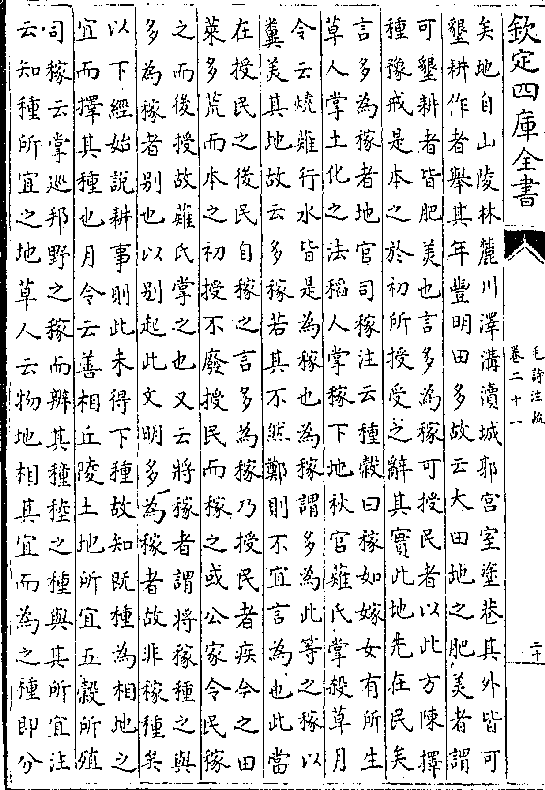 欽定四庫全書
毛詩注疏
卷二十一
二十
矣地自山陵林麓川澤溝瀆城郭宮室塗巷其外皆可
墾耕作者舉其年豐明田多故云大田地之肥美者謂
可墾耕者皆肥美也言多為稼可授民者以此方陳擇
種豫戒是本之於初所授受之辭其實此地先在民矣
言多為稼者地官司稼注云種穀曰稼如嫁女有所生
草人掌土化之法稻人掌稼下地秋官薙氏掌殺草月
令云燒薙行水皆是為稼也為稼謂多為此等之稼以
糞美其地故云多稼若其不然鄭則不宜言為也此當
在授民之後民自稼之言多為稼乃授民者疾今之田
萊多荒而本之初授不廢授民而稼之或公家令民稼
之而後授故薙氏掌之也又云將稼者謂將稼種之與
多為稼者別也以別起此文明多為稼者故非稼種矣
以下經始説耕事則此未得下種故知既種為相地之
宜而擇其種也月令云善相丘陵土地所宜五穀所殖
司稼云掌巡邦野之稼而辨其種稑之種與其所宜注
云知種所宜之地草人云物地相其宜而為之種即分